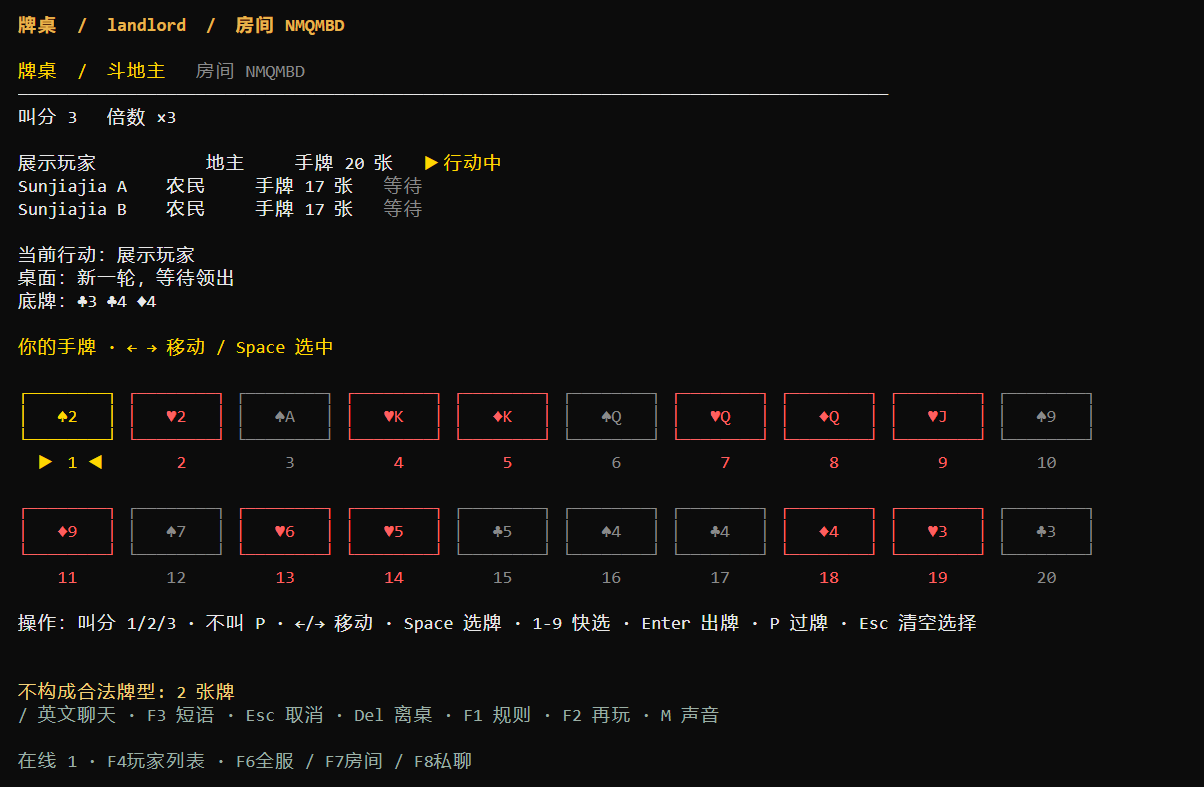 牌桌 / landlord / 房间 NMQMBD
牌桌 / 斗地主 房间 NMQMBD
叫分 3 倍数 ×3
展示玩家 地主 手牌 20 张 ▶行动中
Sunjiajia A 农民 手牌 17 张 等待
Sunjiajia B 农民 手牌 17 张 等待
当前行动: 展示玩家
桌面: 新一轮, 等待领出
底牌: ♣3 ♣4 ♦4
你的手牌 · ← → 移动 / Space 选中
♠2 ♥2 ♠A ♥K ♦K ♠Q ♥Q ♦Q ♥J ♠9
▶ 1 ◀ 2 3 4 5 6 7 8 9 10
♦9 ♠7 ♥6 ♥5 ♣5 ♠4 ♣4 ♦4 ♥3 ♣3
11 12 13 14 15 16 17 18 19 20
操作: 叫分 1/2/3 · 不叫 P · ←/→ 移动 · Space 选牌 · 1-9 快选 · Enter 出牌 · P 过牌 · Esc 清空选择
不构成合法牌型: 2 张牌
/ 英文聊天 · F3 短语 · Esc 取消 · Del 离桌 · F1 规则 · F2 再玩 · M 声音
在线 1 · F4玩家列表 · F6全服 / F7房间 / F8私聊